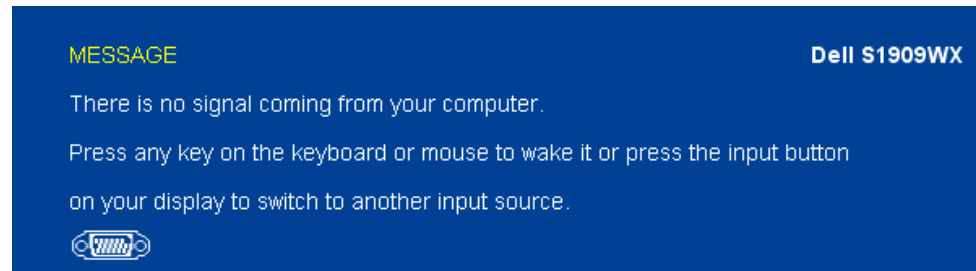 MESSAGE
Dell S1909WX
There is no signal coming from your computer.
Press any key on the keyboard or mouse to wake it or press the input button
on your display to switch to another input source.